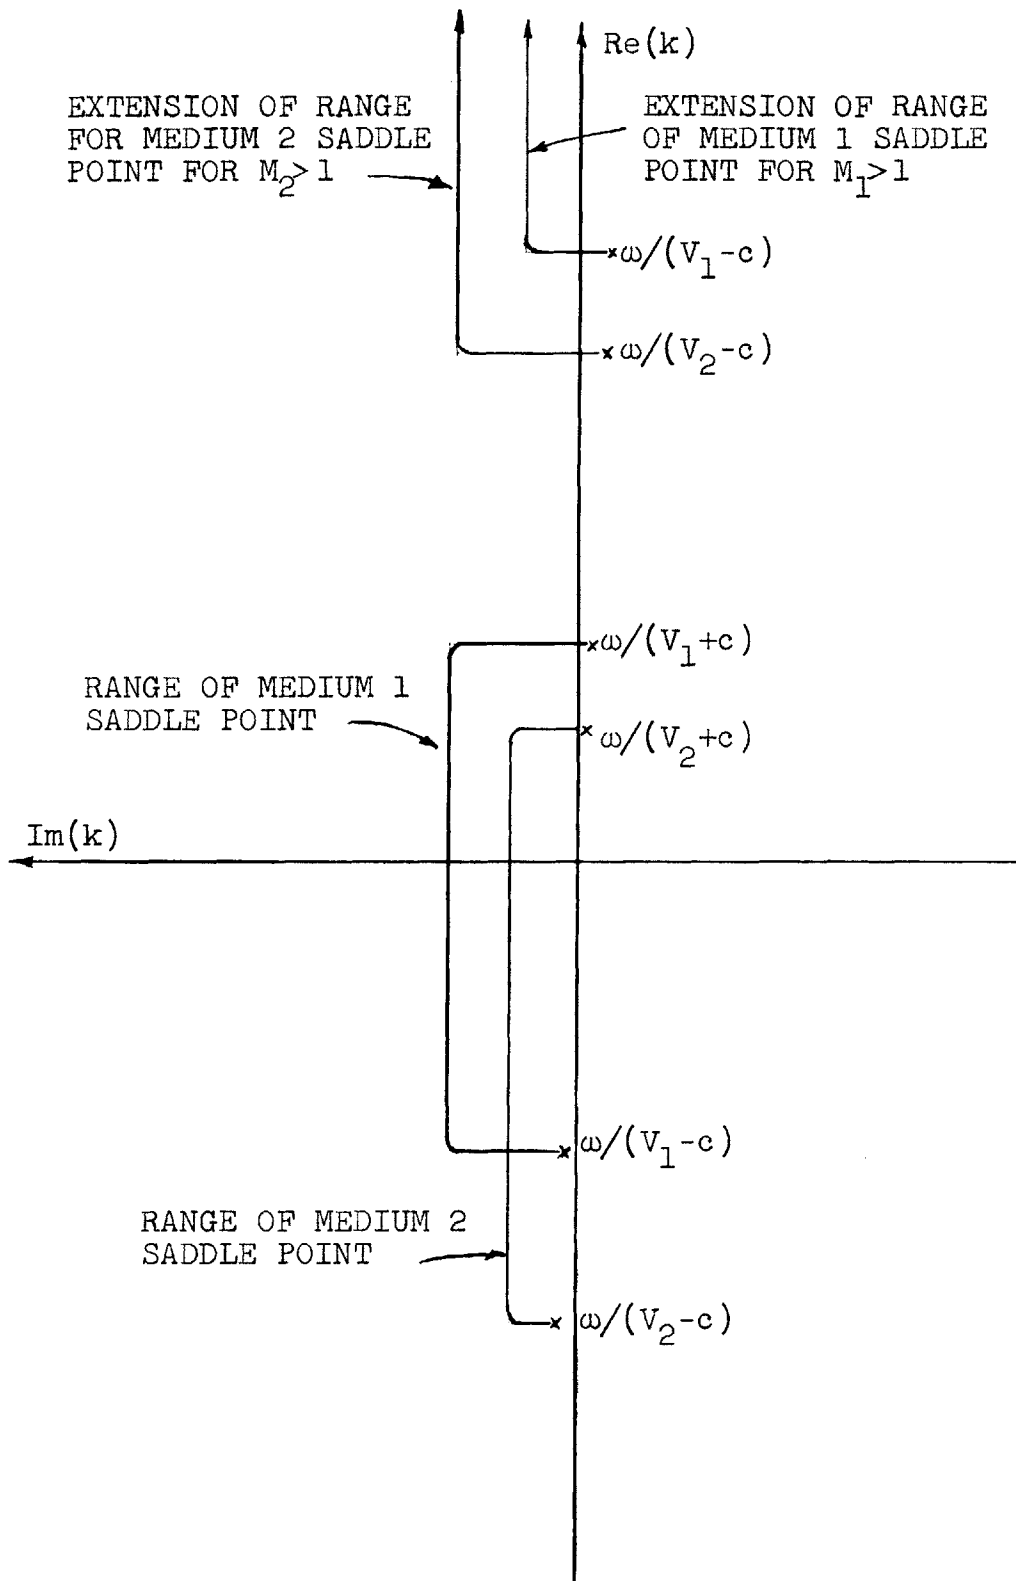 Re(k)
EXTENSION OF RANGE
FOR MEDIUM 2 SADDLE
POINT FOR M₂>1
EXTENSION OF RANGE
OF MEDIUM 1 SADDLE
POINT FOR M₁>1
ω/(V₁-c)
ω/(V₂-c)
ω/(V₁+c)
RANGE OF MEDIUM 1
SADDLE POINT
ω/(V₂+c)
Im(k)
ω/(V₁-c)
RANGE OF MEDIUM 2
SADDLE POINT
ω/(V₂-c)